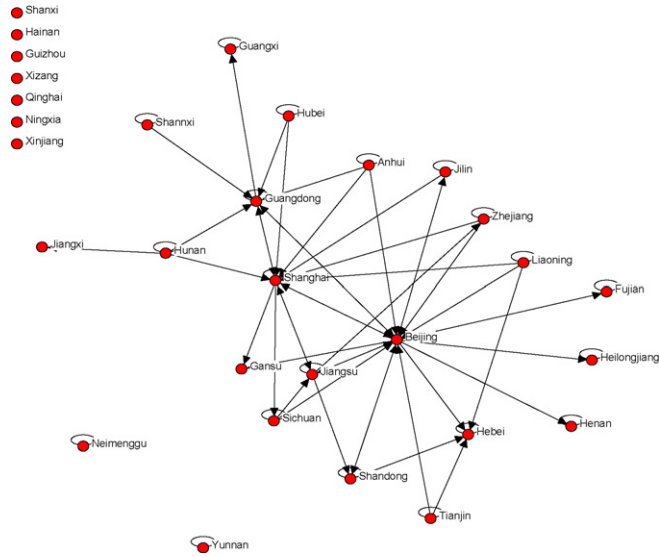 Shanxi
Hainan
Guizhou
Xizang
Qinghai
Ningxia
Xinjiang
Guangxi
Hubei
Shannxi
Anhui
Jilin
Guangdong
Zhejiang
Jiangxi
Hunan
Liaoning
Shanghai
Fujian
Beijing
Heilongjiang
Gansu
Jiangsu
Sichuan
Henan
Hebei
Neimenggu
Shandong
Tianjin
Yunnan